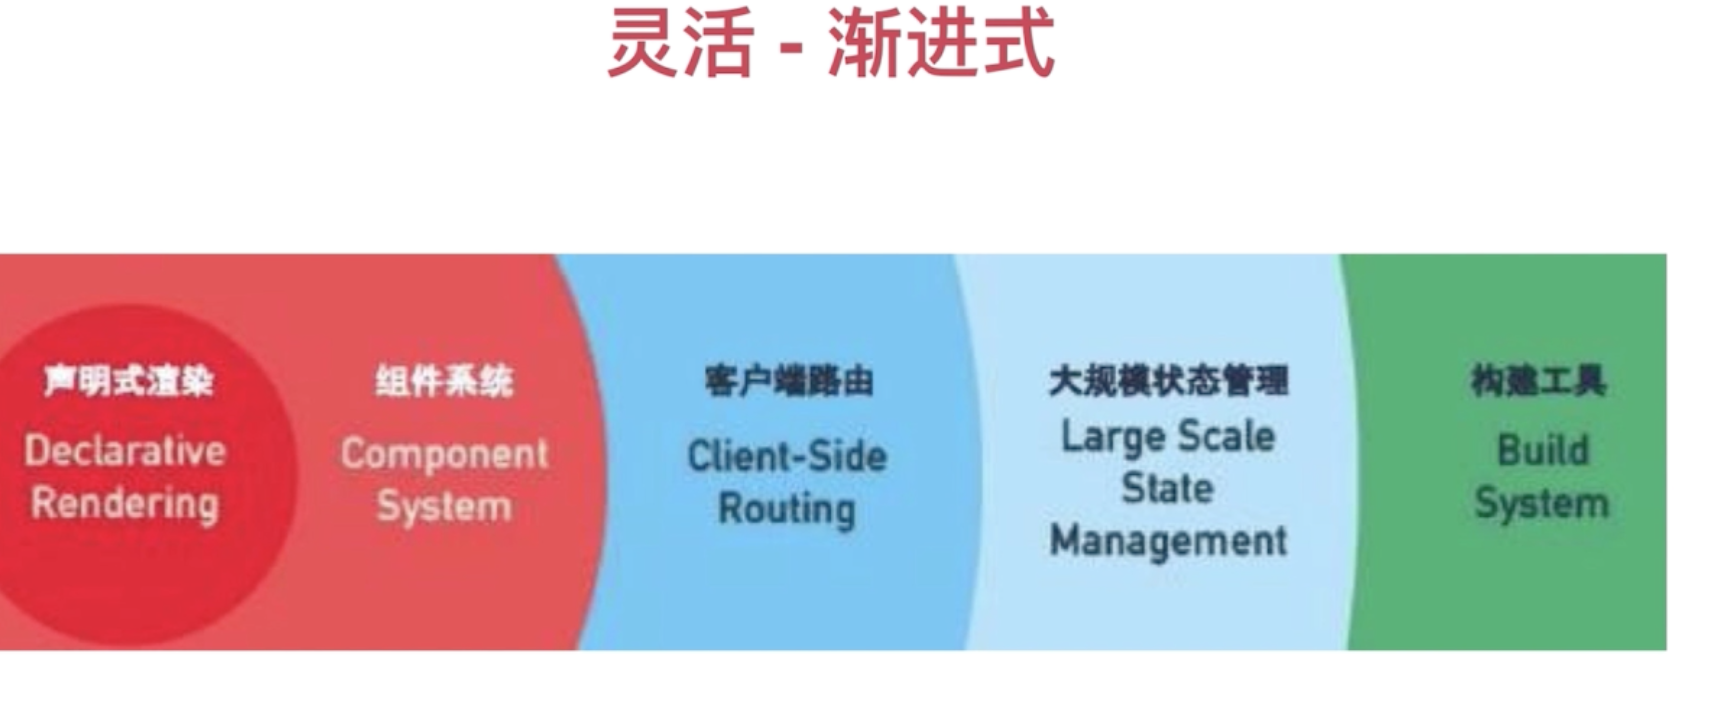 灵活 - 渐进式
声明式渲染
Declarative
Rendering
组件系统
Component
System
客户端路由
Client-Side
Routing
大规模状态管理
Large Scale
State
Management
构建工具
Build
System